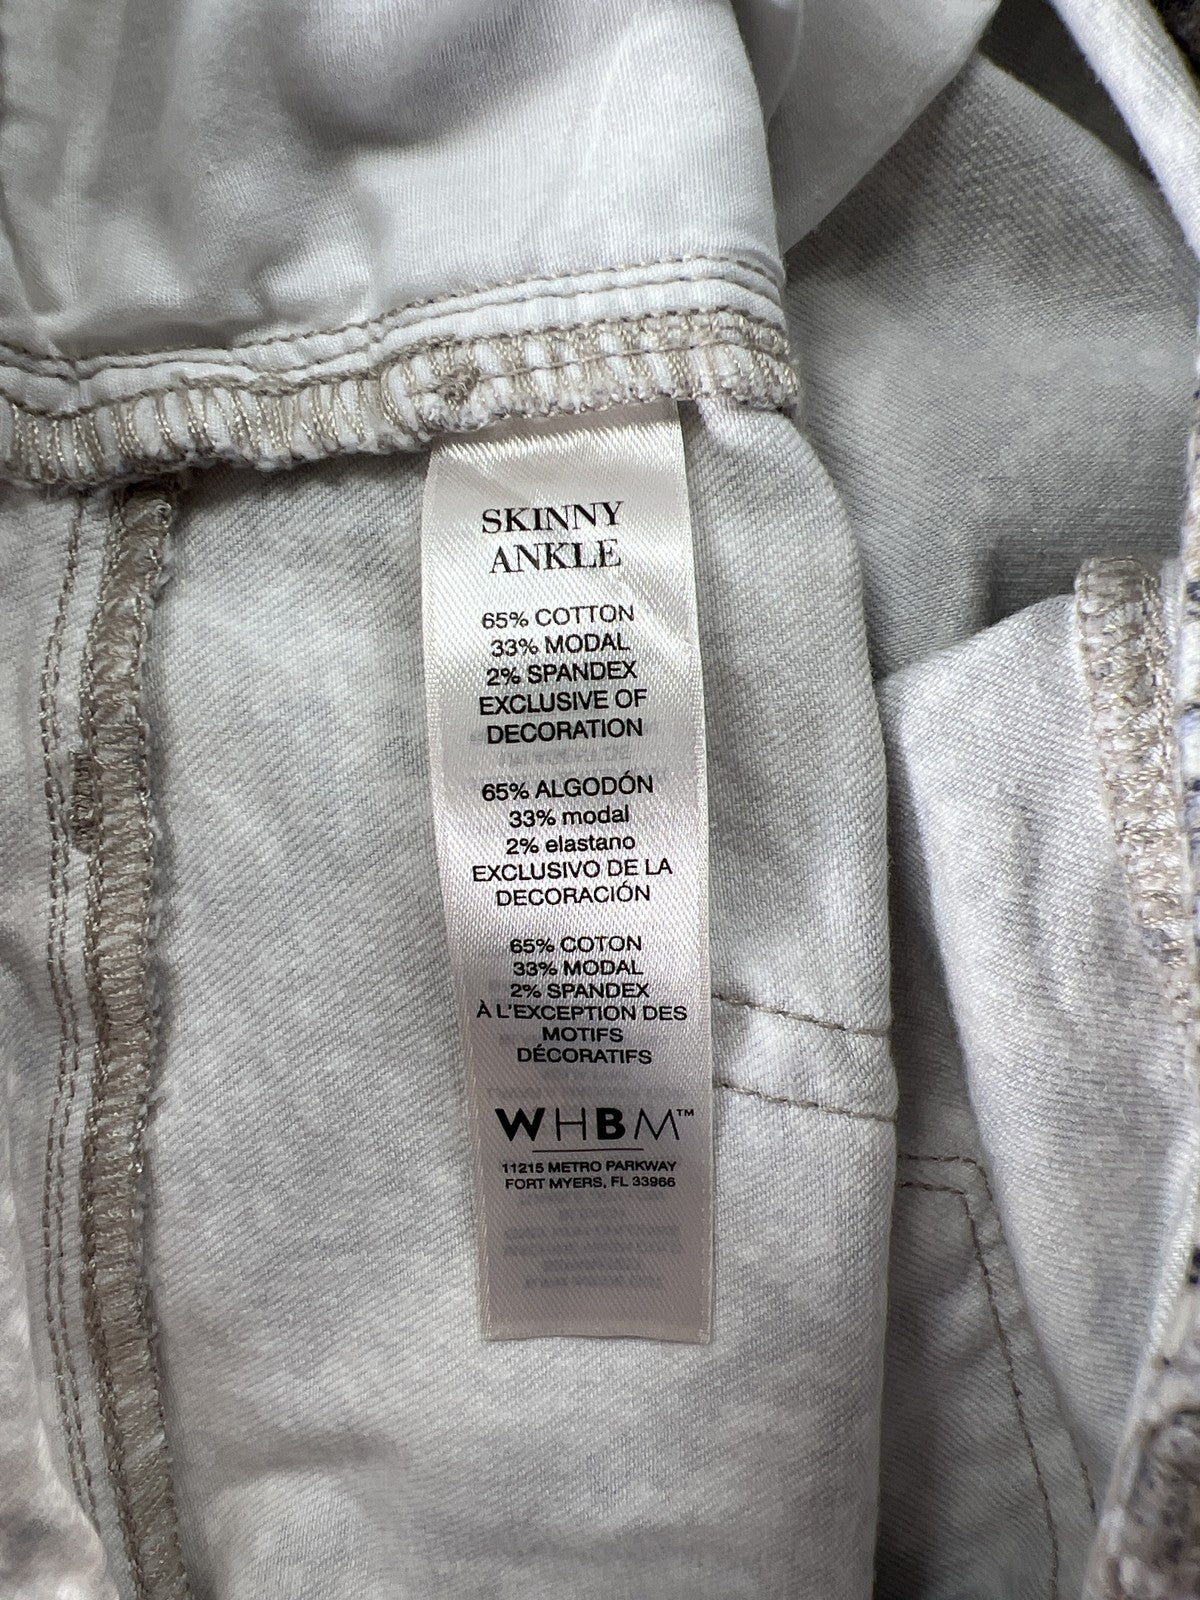 SKINNY
ANKLE
65% COTTON
33% MODAL
2% SPANDEX
EXCLUSIVE OF
DECORATION
65% ALGODÓN
33% modal
2% elastano
EXCLUSIVO DE LA
DECORACIÓN
65% COTON
33% MODAL
2% SPANDEX
À L'EXCEPTION DES
MOTIFS
DÉCORATIFS
WHBM™
11215 METRO PARKWAY
FORT MYERS, FL 33966